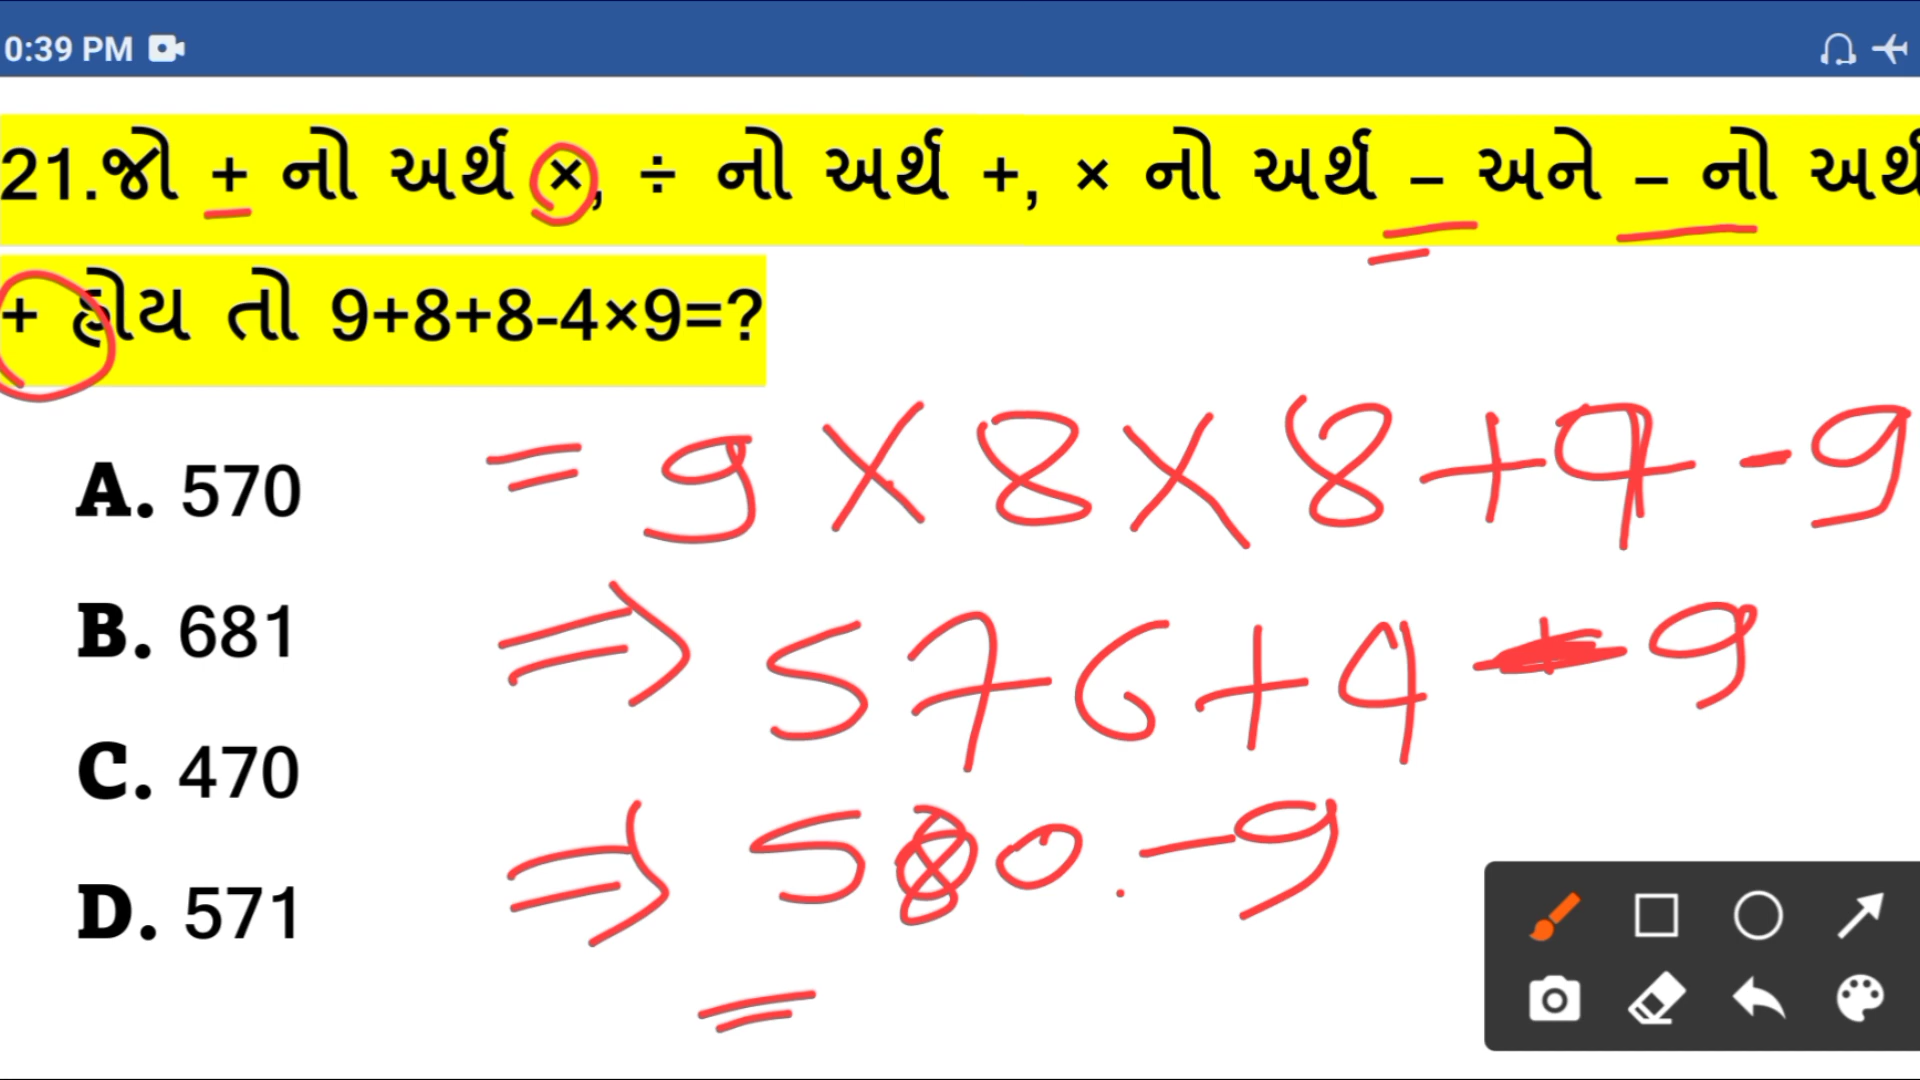 0:39 PM
21.જો + નો અર્થ ×, ÷ નો અર્થ +, × નો અર્થ – અને – નો અર્થ
+ હોય તો 9+8+8-4×9=?
A. 570
= 9 × 8 × 8 + 4 - 9
B. 681
⇒ 576 + 4 - 9
C. 470
⇒ 580 - 9
D. 571
=